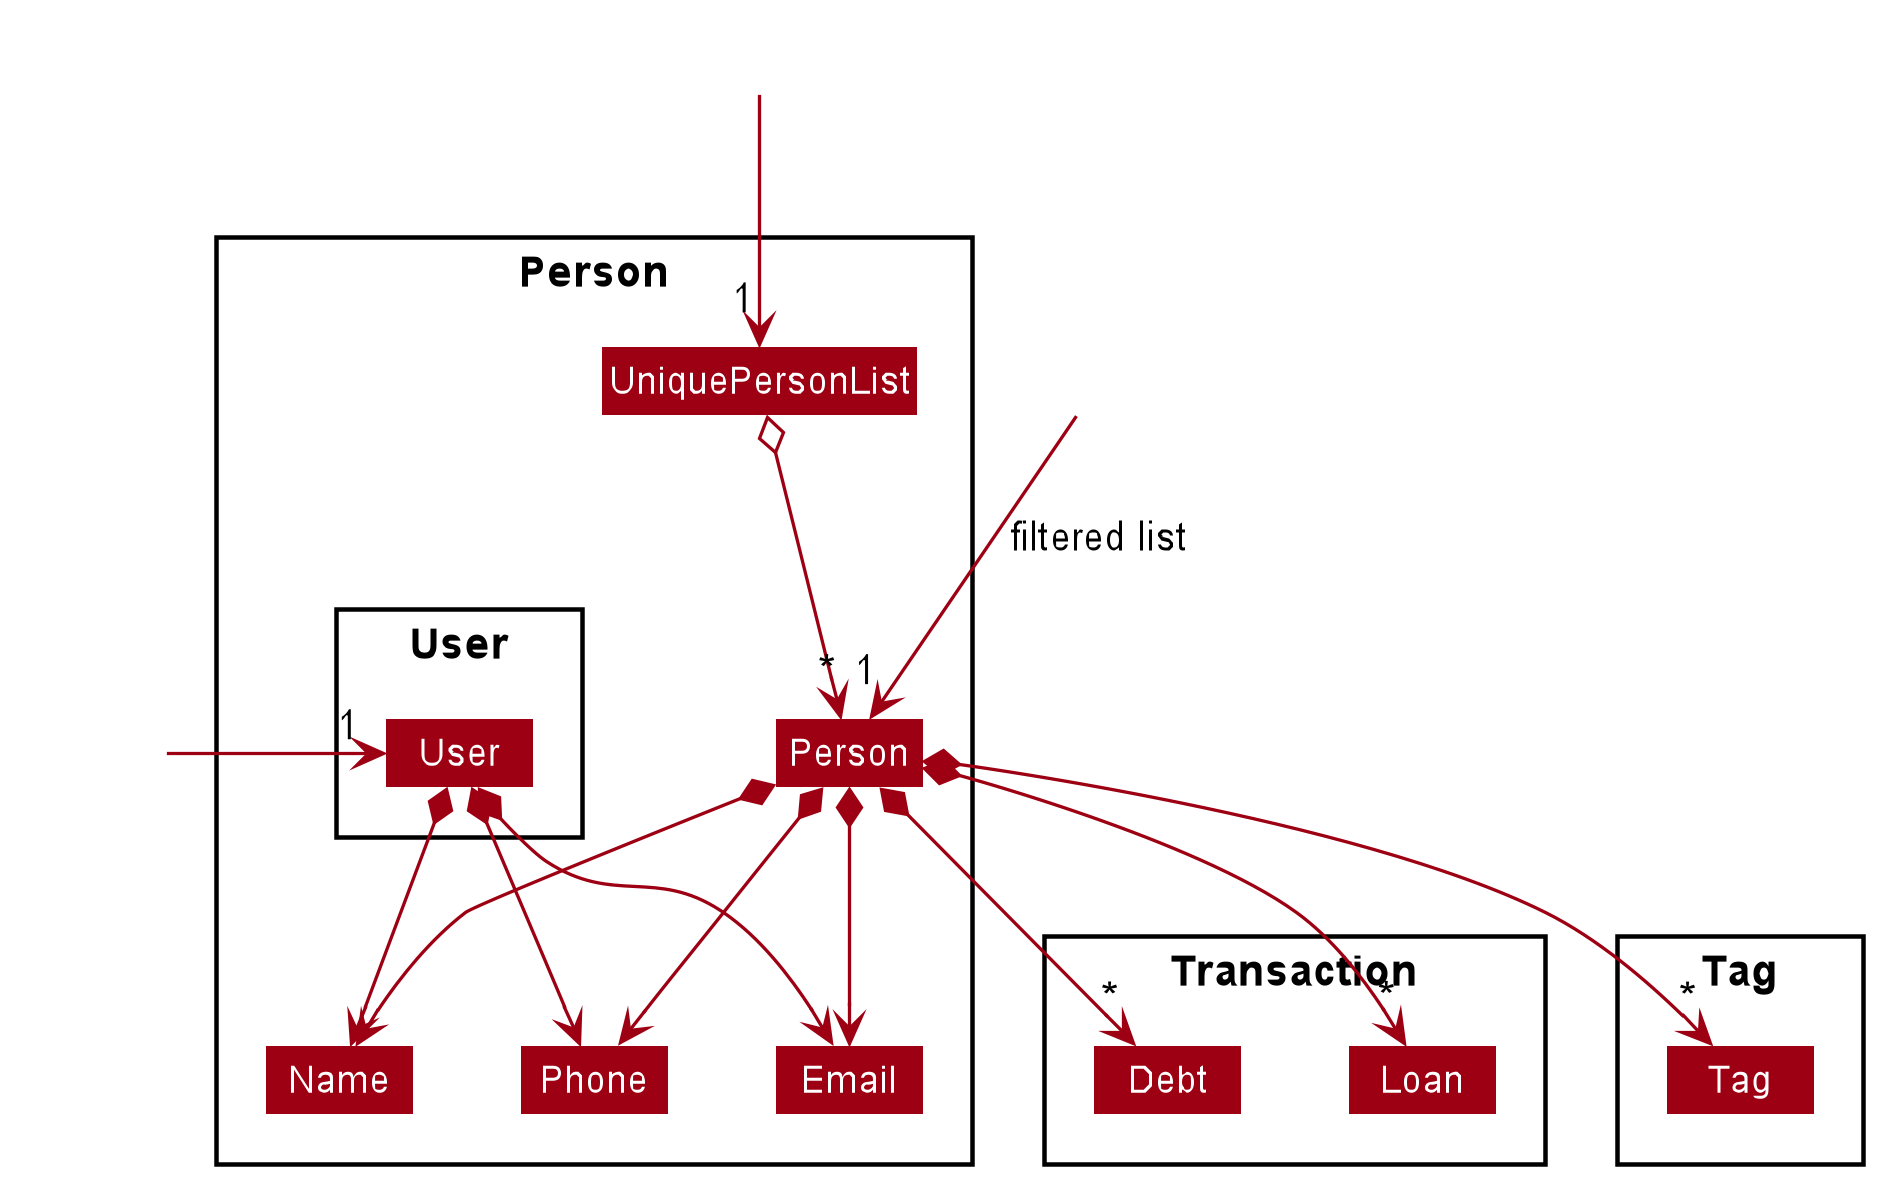 Person
1
UniquePersonList
filtered list
User
* 1
1
User
Person
Transaction
Tag
*
*
*
Name
Phone
Email
Debt
Loan
Tag